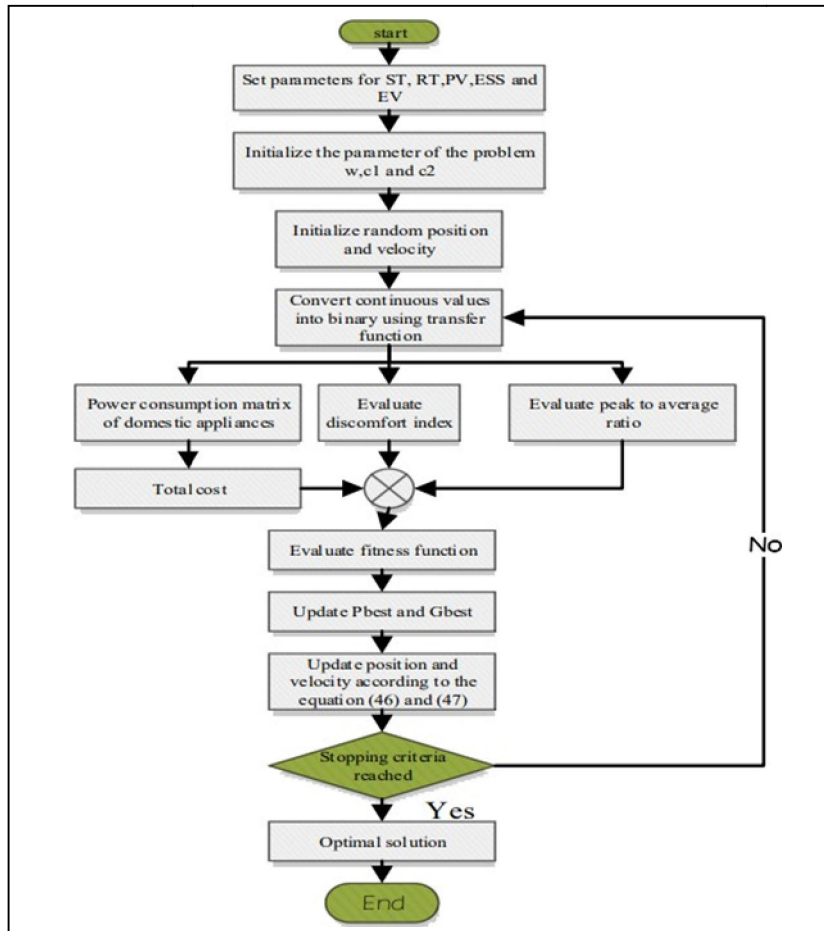 start
Set parameters for ST, RT,PV,ESS and
EV
Initialize the parameter of the problem
w,c1 and c2
Initialize random position
and velocity
Convert continuous values
into binary using transfer
function
Power consumption matrix
of domestic appliances
Evaluate
discomfort index
Evaluate peak to average
ratio
Total cost
Evaluate fitness function
No
Update Pbest and Gbest
Update position and
velocity according to the
equation (46) and (47)
Stopping criteria
reached
Yes
Optimal solution
End